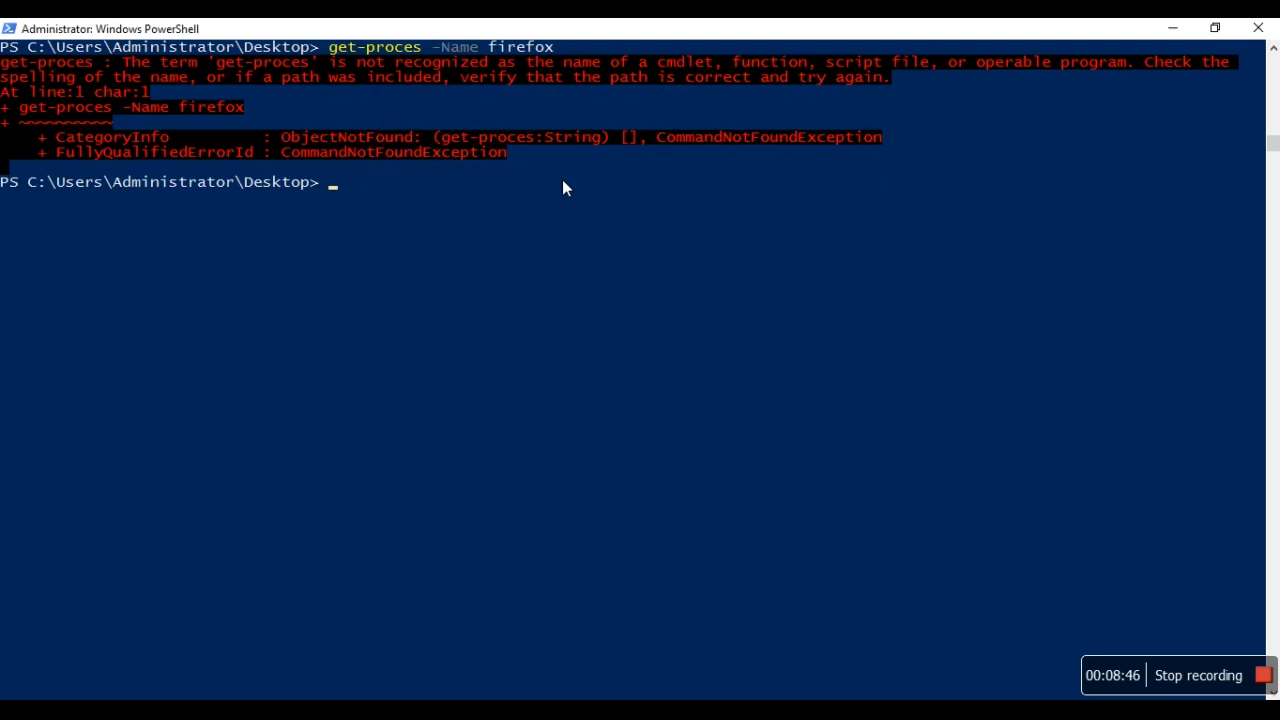 Administrator: Windows PowerShell
PS C:\Users\Administrator\Desktop> get-proces -Name firefox
get-proces : The term 'get-proces' is not recognized as the name of a cmdlet, function, script file, or operable program. Check the
spelling of the name, or if a path was included, verify that the path is correct and try again.
At line:1 char:1
+ get-proces -Name firefox
+ ~~~~~~~~~~
    + CategoryInfo          : ObjectNotFound: (get-proces:String) [], CommandNotFoundException
    + FullyQualifiedErrorId : CommandNotFoundException
PS C:\Users\Administrator\Desktop> _
00:08:46 Stop recording